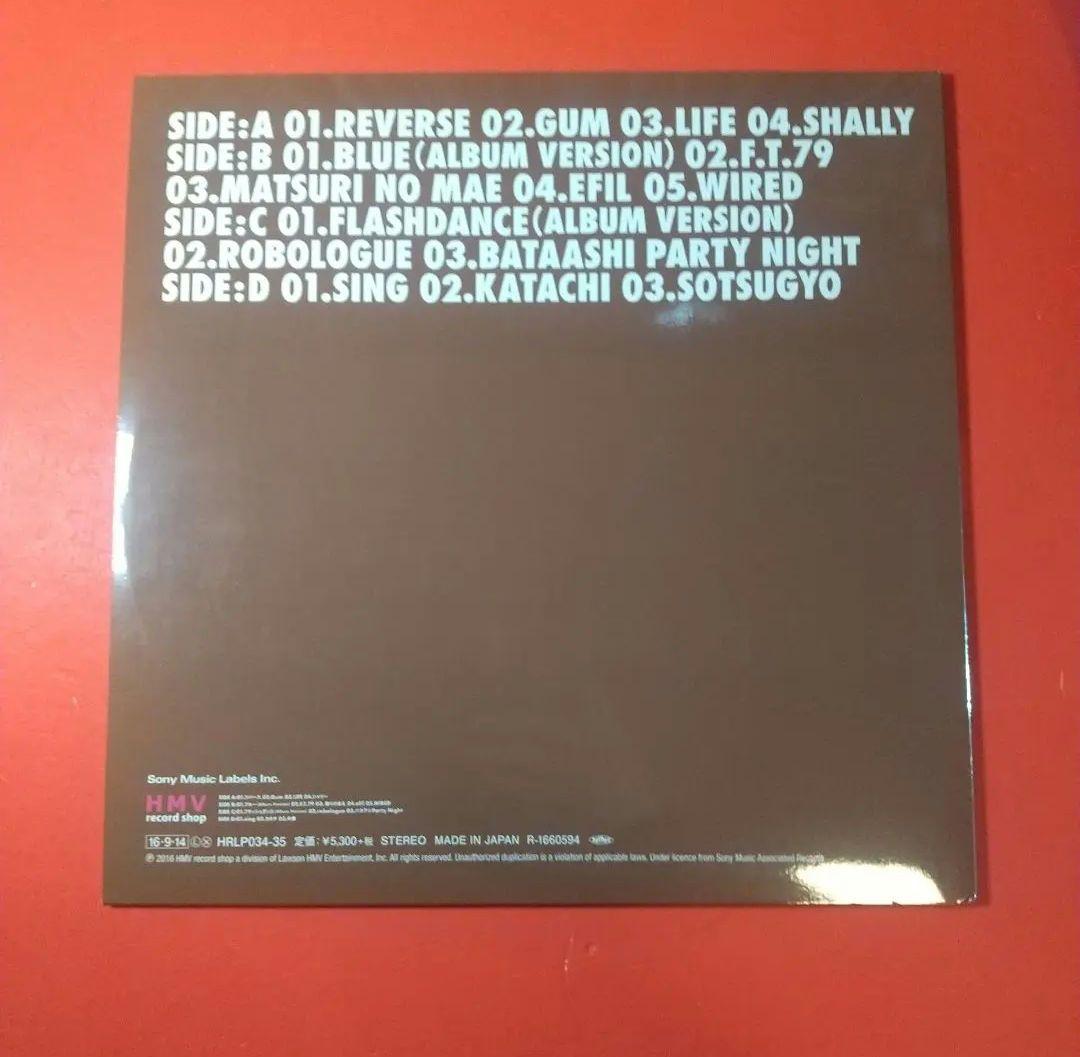 SIDE:A 01.REVERSE 02.GUM 03.LIFE 04.SHALLY
SIDE:B 01.BLUE(ALBUM VERSION) 02.F.T.79
03.MATSURI NO MAE 04.EFIL 05.WIRED
SIDE:C 01.FLASHDANCE(ALBUM VERSION)
02.ROBOLOGUE 03.BATAASHI PARTY NIGHT
SIDE:D 01.SING 02.KATACHI 03.SOTSUGYO
Sony Music Labels Inc.
HMV
record shop
16·9·14 HRLP034-35 定価:¥5,300+税 STEREO MADE IN JAPAN R-1660594
℗ 2016 HMV record shop a division of Lawson HMV Entertainment, Inc. All rights reserved. Unauthorized duplication is a violation of applicable laws. Under licence from Sony Music Associated Records